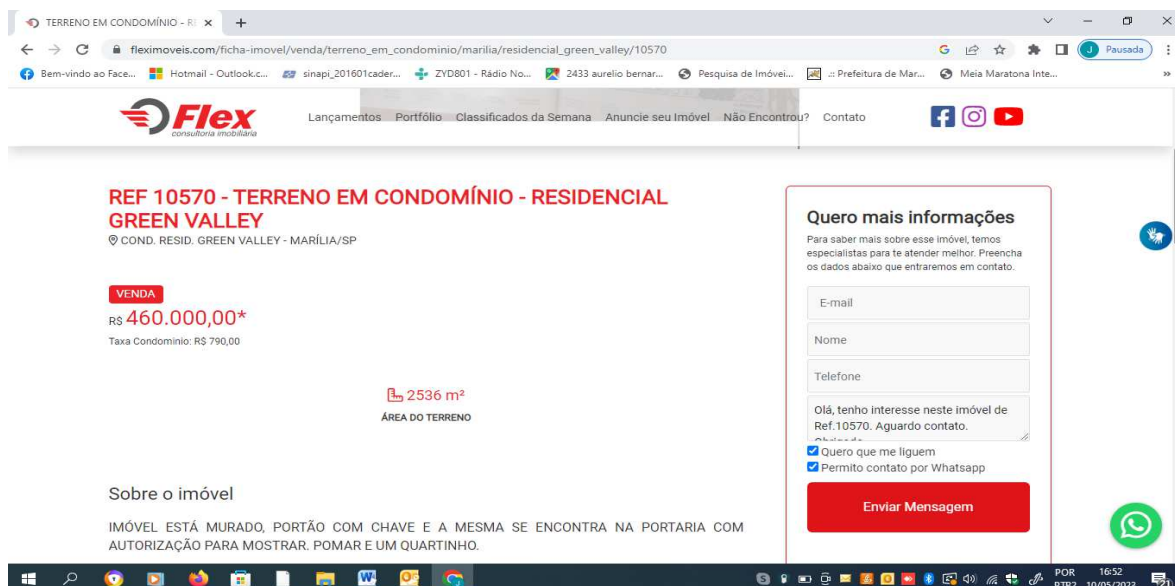 TERRENO EM CONDOMÍNIO - R
fleximoveis.com/ficha-imovel/venda/terreno_em_condominio/marilia/residencial_green_valley/10570
J Pausada
Bem-vindo ao Face... Hotmail - Outlook.c... sinapi_201601cader... ZYD801 - Rádio No... 2433 aurelio bernar... Pesquisa de Imóvei... .:: Prefeitura de Mar... Meia Maratona Inte... »
Flex
consultoria imobiliária
Lançamentos Portfólio Classificados da Semana Anuncie seu Imóvel Não Encontrou? Contato
REF 10570 - TERRENO EM CONDOMÍNIO - RESIDENCIAL
GREEN VALLEY
COND. RESID. GREEN VALLEY - MARÍLIA/SP
VENDA
R$ 460.000,00*
Taxa Condominio: R$ 790,00
2536 m²
ÁREA DO TERRENO
Sobre o imóvel
IMÓVEL ESTÁ MURADO, PORTÃO COM CHAVE E A MESMA SE ENCONTRA NA PORTARIA COM
AUTORIZAÇÃO PARA MOSTRAR. POMAR E UM QUARTINHO.
Quero mais informações
Para saber mais sobre esse imóvel, temos
especialistas para te atender melhor. Preencha
os dados abaixo que entraremos em contato.
E-mail
Nome
Telefone
Olá, tenho interesse neste imóvel de
Ref.10570. Aguardo contato.
Quero que me liguem
Permito contato por Whatsapp
Enviar Mensagem
POR 16:52
PTB2 10/05/2022